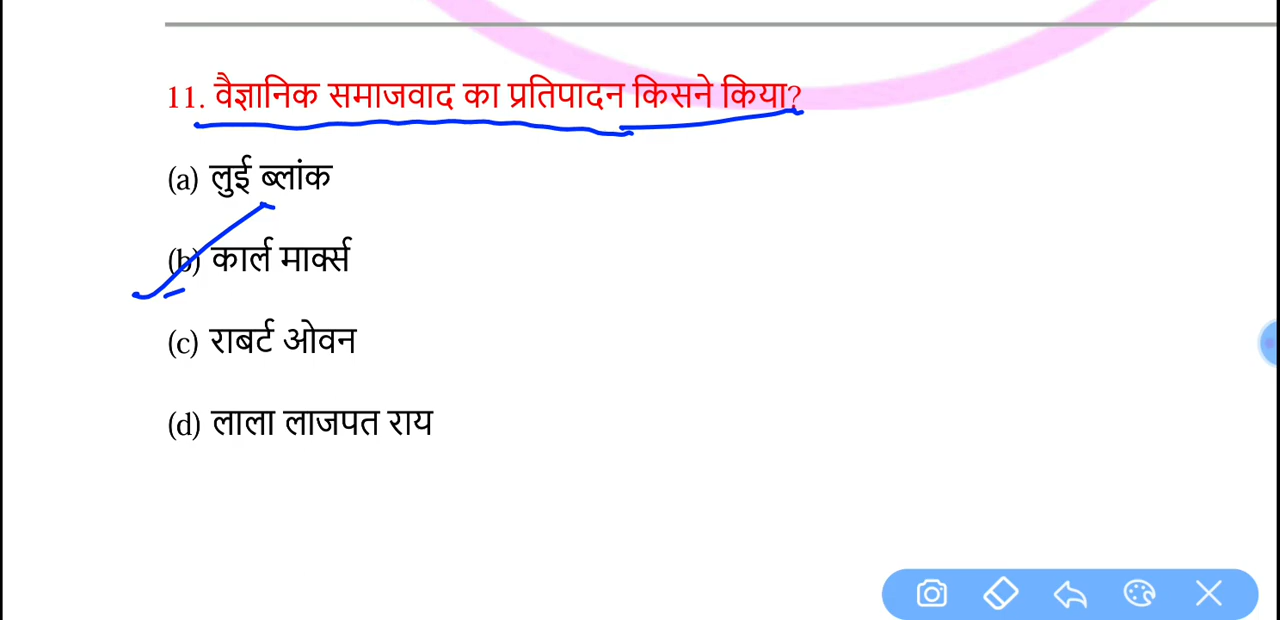 11. वैज्ञानिक समाजवाद का प्रतिपादन किसने किया?
(a) लुई ब्लांक
(b) कार्ल मार्क्स
(c) राबर्ट ओवन
(d) लाला लाजपत राय